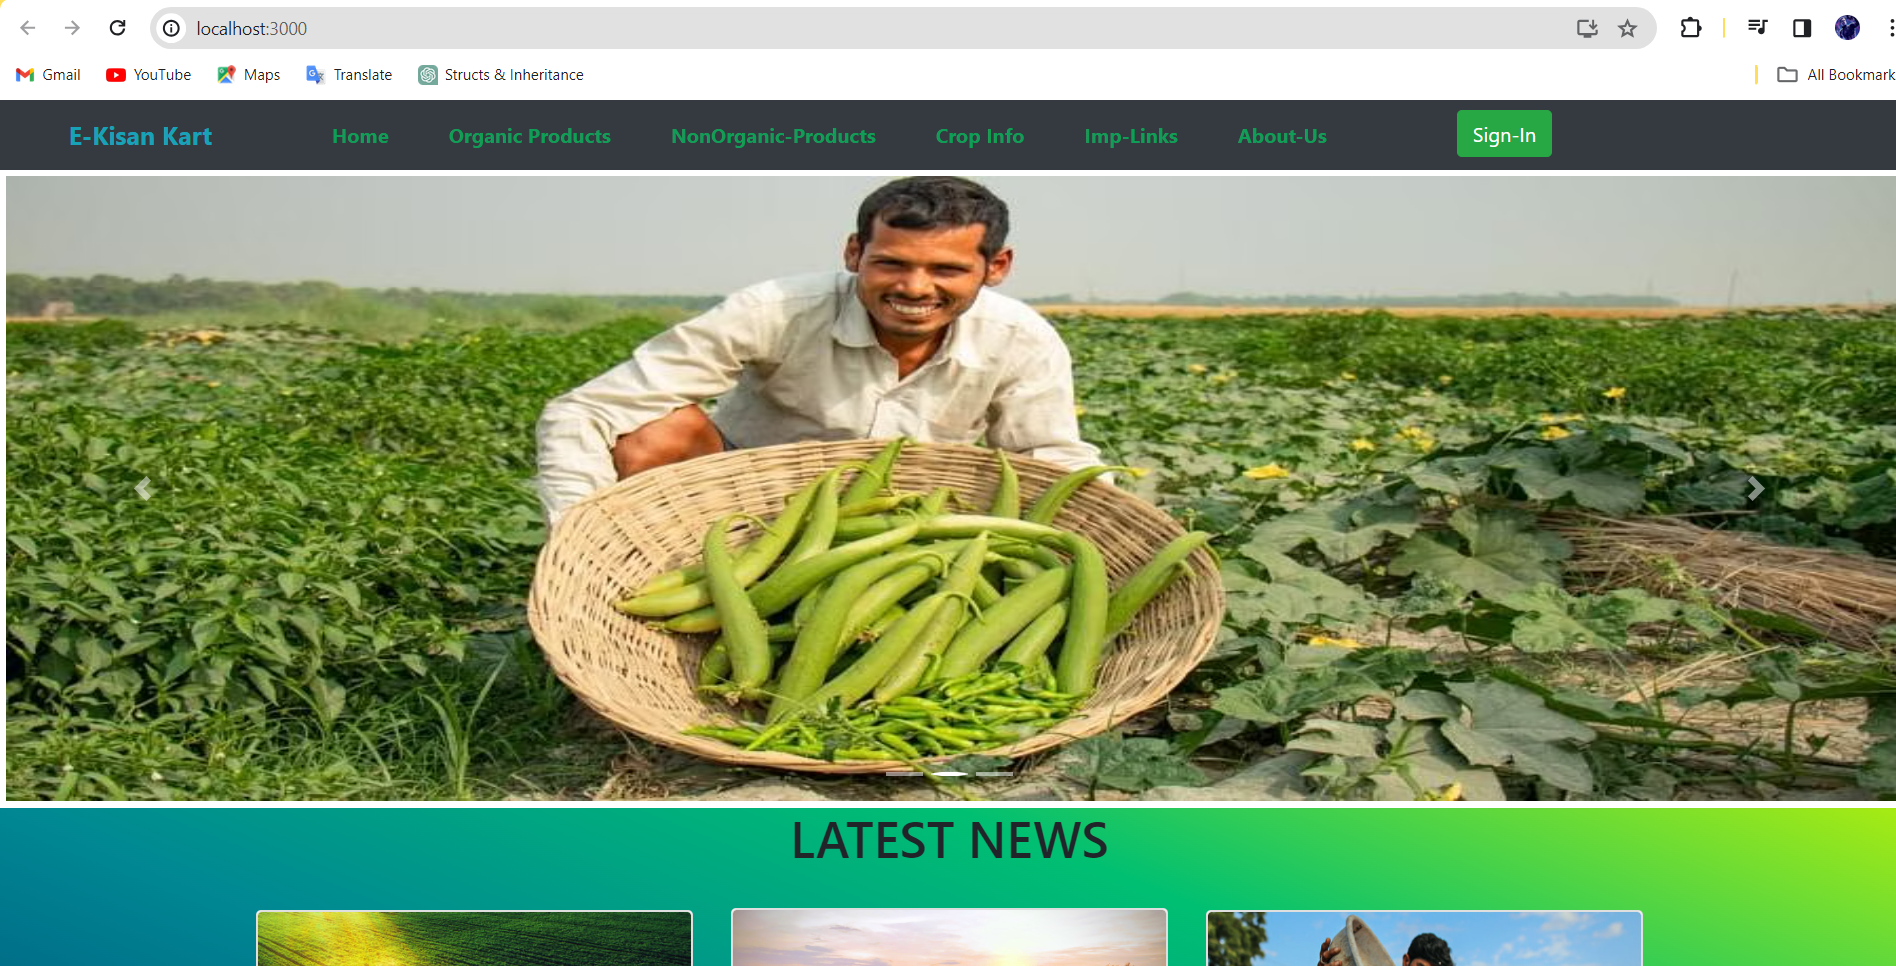 localhost:3000
Gmail YouTube Maps Translate Structs & Inheritance All Bookmark
E-Kisan Kart Home Organic Products NonOrganic-Products Crop Info Imp-Links About-Us Sign-In
LATEST NEWS